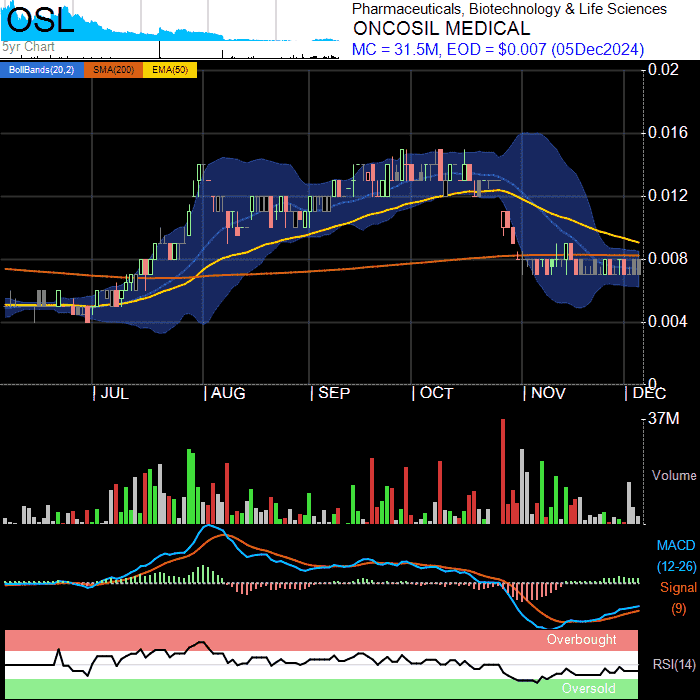 OSL
5yr Chart
Pharmaceuticals, Biotechnology & Life Sciences
ONCOSIL MEDICAL
MC = 31.5M, EOD = $0.007 (05Dec2024)
BollBands(20,2) SMA(200) EMA(50)
0.02
0.016
0.012
0.008
0.004
0
JUL AUG SEP OCT NOV DEC
37M
Volume
MACD
(12-26)
Signal
(9)
Overbought
RSI(14)
Oversold